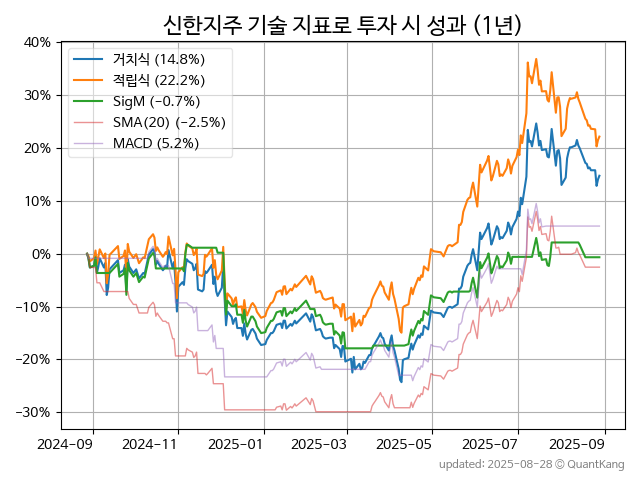 신한지주 기술 지표로 투자 시 성과 (1년)
40%
30%
20%
10%
0%
−10%
−20%
−30%
거치식 (14.8%)
적립식 (22.2%)
SigM (−0.7%)
SMA(20) (−2.5%)
MACD (5.2%)
2024-09 2024-11 2025-01 2025-03 2025-05 2025-07 2025-09
updated: 2025-08-28 © QuantKang